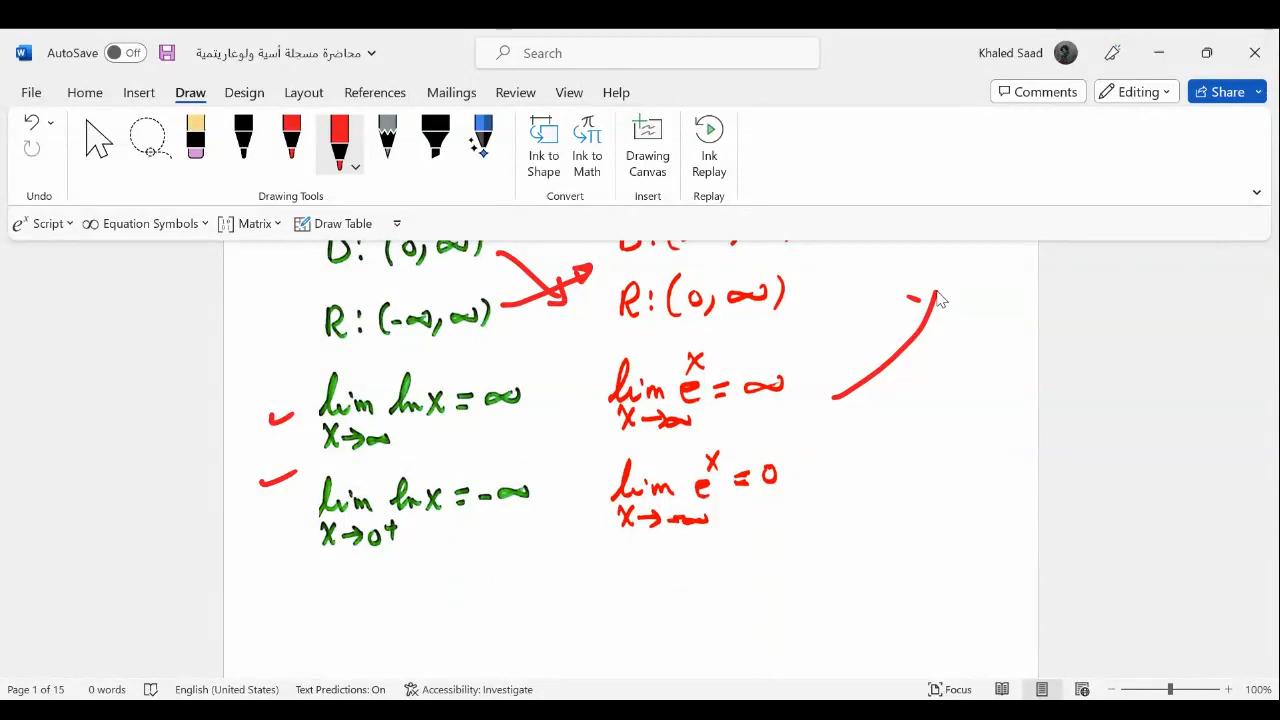 AutoSave Off محاضرة مسجلة أسية ولوغاريتمية Search Khaled Saad
File Home Insert Draw Design Layout References Mailings Review View Help Comments Editing Share
Ink to Shape Ink to Math Drawing Canvas Ink Replay
Undo Drawing Tools Convert Insert Replay
eˣ Script Equation Symbols Matrix Draw Table
D: (0, ∞)
R: (-∞, ∞)
lim ln x = ∞
x→∞
lim ln x = -∞
x→0+
R: (0, ∞)
lim eˣ = ∞
x→∞
lim eˣ = 0
x→-∞
Page 1 of 15 0 words English (United States) Text Predictions: On Accessibility: Investigate Focus 100%